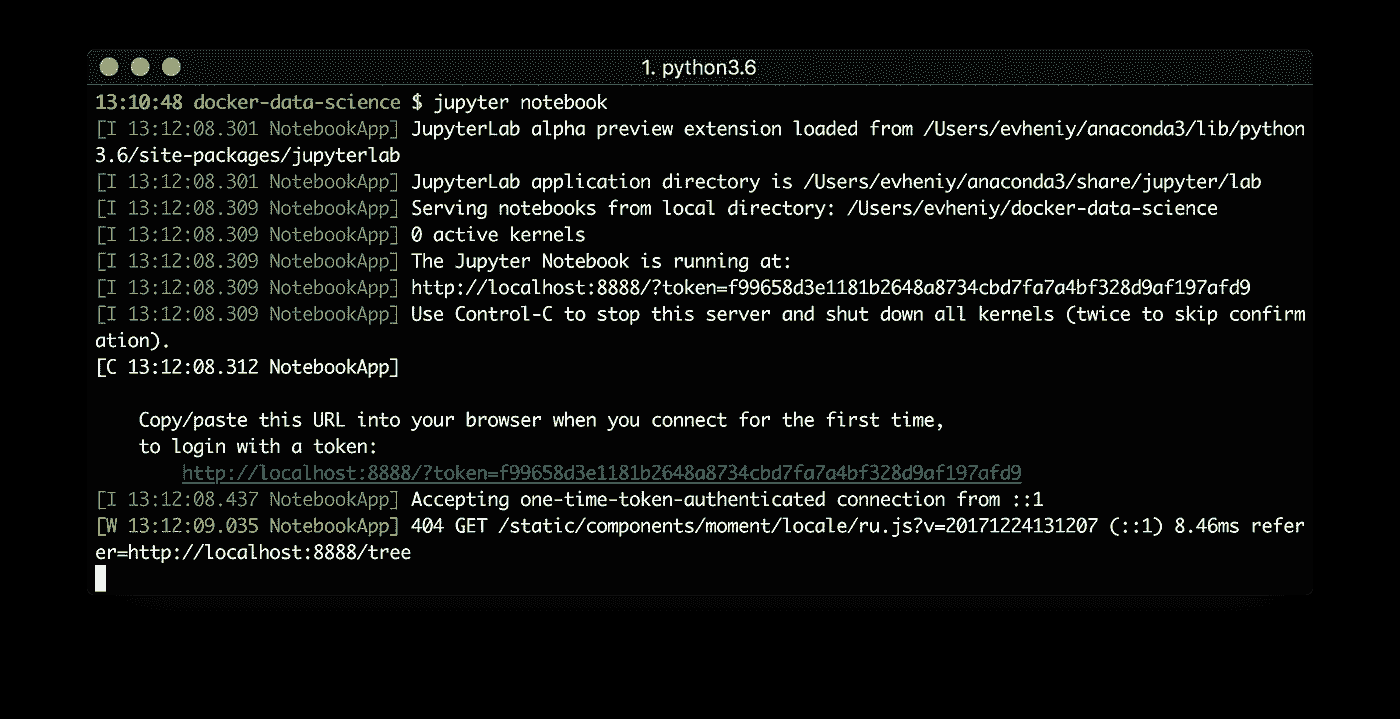 1. python3.6
13:10:48 docker-data-science $ jupyter notebook
[I 13:12:08.301 NotebookApp] JupyterLab alpha preview extension loaded from /Users/evheniy/anaconda3/lib/python
3.6/site-packages/jupyterlab
[I 13:12:08.301 NotebookApp] JupyterLab application directory is /Users/evheniy/anaconda3/share/jupyter/lab
[I 13:12:08.309 NotebookApp] Serving notebooks from local directory: /Users/evheniy/docker-data-science
[I 13:12:08.309 NotebookApp] 0 active kernels
[I 13:12:08.309 NotebookApp] The Jupyter Notebook is running at:
[I 13:12:08.309 NotebookApp] http://localhost:8888/?token=f99658d3e1181b2648a8734cbd7fa7a4bf328d9af197afd9
[I 13:12:08.309 NotebookApp] Use Control-C to stop this server and shut down all kernels (twice to skip confirm
ation).
[C 13:12:08.312 NotebookApp]
Copy/paste this URL into your browser when you connect for the first time,
to login with a token:
http://localhost:8888/?token=f99658d3e1181b2648a8734cbd7fa7a4bf328d9af197afd9
[I 13:12:08.437 NotebookApp] Accepting one-time-token-authenticated connection from ::1
[W 13:12:09.035 NotebookApp] 404 GET /static/components/moment/locale/ru.js?v=20171224131207 (::1) 8.46ms refer
er=http://localhost:8888/tree